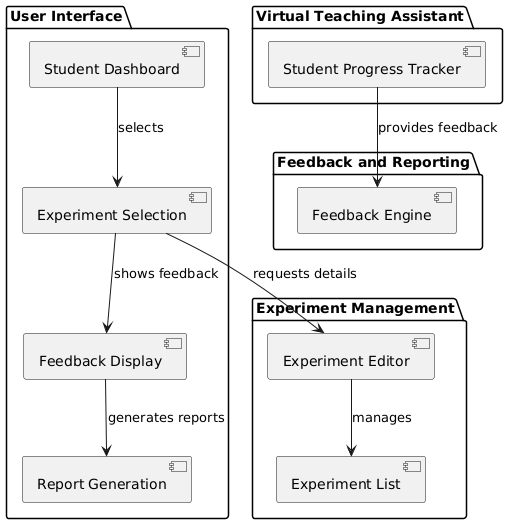 User Interface
Virtual Teaching Assistant
Student Dashboard
Student Progress Tracker
selects
provides feedback
Feedback and Reporting
Experiment Selection
Feedback Engine
shows feedback
requests details
Experiment Management
Feedback Display
Experiment Editor
generates reports
manages
Report Generation
Experiment List